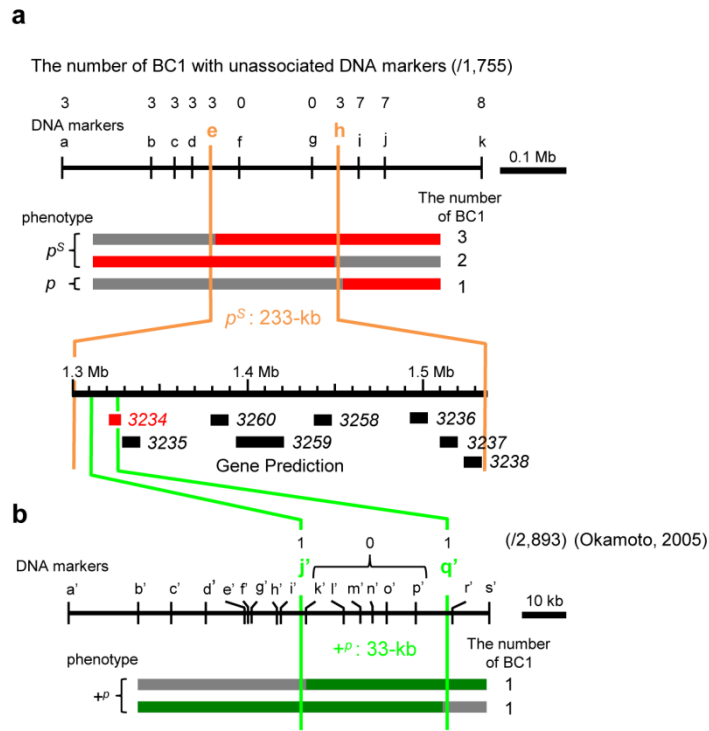 a
The number of BC1 with unassociated DNA markers (/1,755)
3 3 3 3 3 0 0 3 7 7 8
DNA markers
a b c d e f g h i j k
0.1 Mb
phenotype
The number
of BC1
pS
3
2
p
1
pS : 233-kb
1.3 Mb 1.4 Mb 1.5 Mb
3234 3260 3258 3236
3235 3259 3237
3238
Gene Prediction
b
1 0 1 (/2,893) (Okamoto, 2005)
DNA markers
j' q'
a' b' c' d' e' f' g' h' i' k' l' m' n' o' p' r' s'
10 kb
+p : 33-kb
phenotype
The number
of BC1
+p
1
1